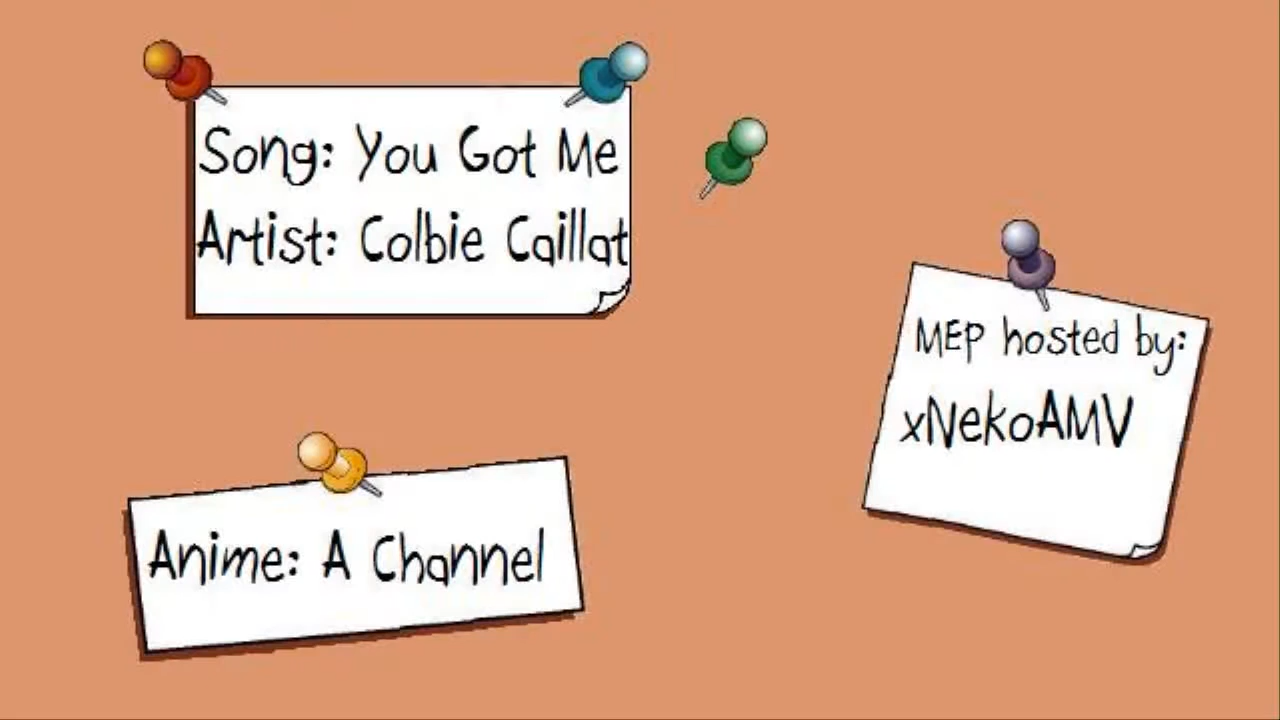 Song: You Got Me
Artist: Colbie Caillat
MEP hosted by:
xNekoAMV
Anime: A Channel